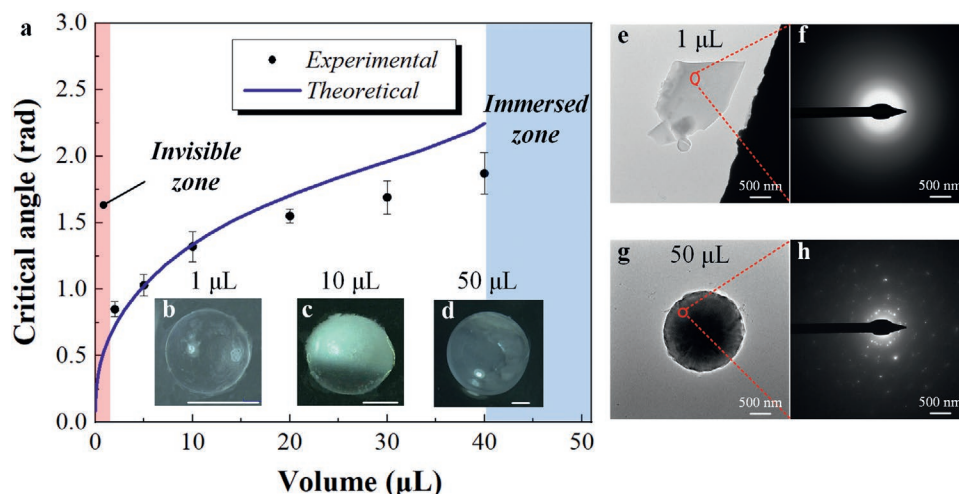 a
3.0
2.5
2.0
1.5
1.0
0.5
0.0
Critical angle (rad)
Experimental
Theoretical
Invisible
zone
Immersed
zone
1 μL
10 μL
50 μL
b
c
d
0
10
20
30
40
50
Volume (μL)
e
1 μL
500 nm
f
500 nm
g
50 μL
500 nm
h
500 nm